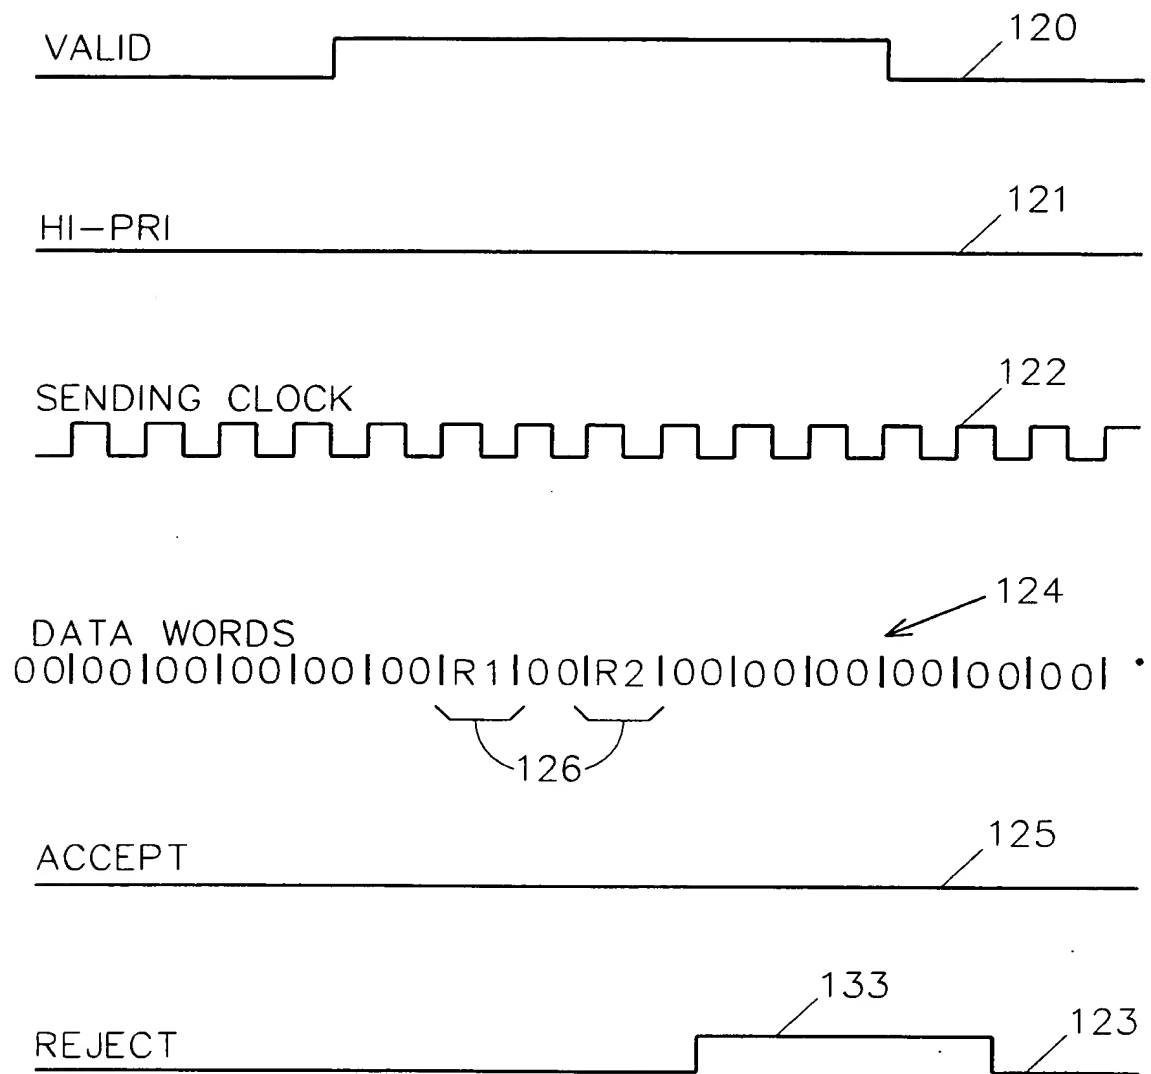 VALID
120
HI-PRI
121
SENDING CLOCK
122
124
DATA WORDS
00|00|00|00|00|00|R1|00|R2|00|00|00|00|00|00|
126
ACCEPT
125
REJECT
133
123